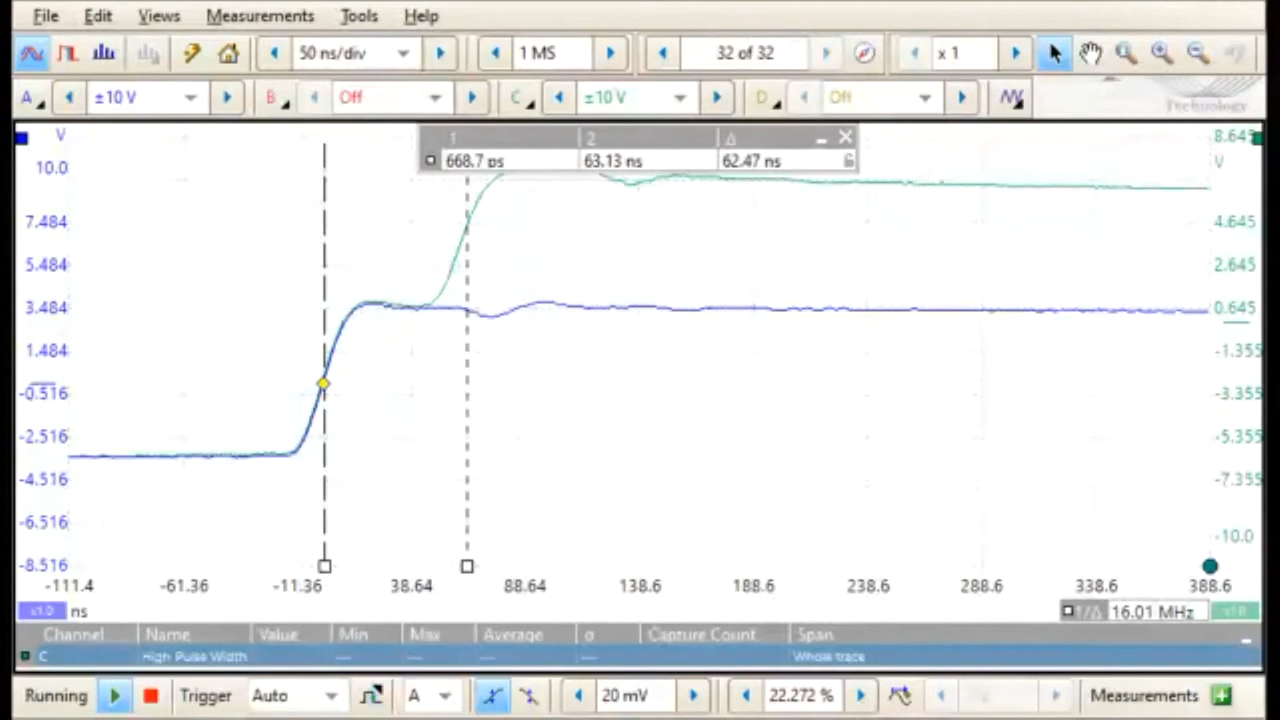 File Edit Views Measurements Tools Help
50 ns/div 1 MS 32 of 32 x 1
A ±10 V B Off C ±10 V D Off
Technology
V 1 2 Δ 8.645
668.7 ps 63.13 ns 62.47 ns V
10.0
7.484 4.645
5.484 2.645
3.484 0.645
1.484 -1.355
-0.516 -3.355
-2.516 -5.355
-4.516 -7.355
-6.516 -10.0
-8.516
-111.4 -61.36 -11.36 38.64 88.64 138.6 188.6 238.6 288.6 338.6 388.6
x1.0 ns 1/Δ 16.01 MHz x1.0
Channel Name Value Min Max Average σ Capture Count Span
C High Pulse Width --- --- --- --- --- Whole trace
Running Trigger Auto A 20 mV 22.272 % Measurements